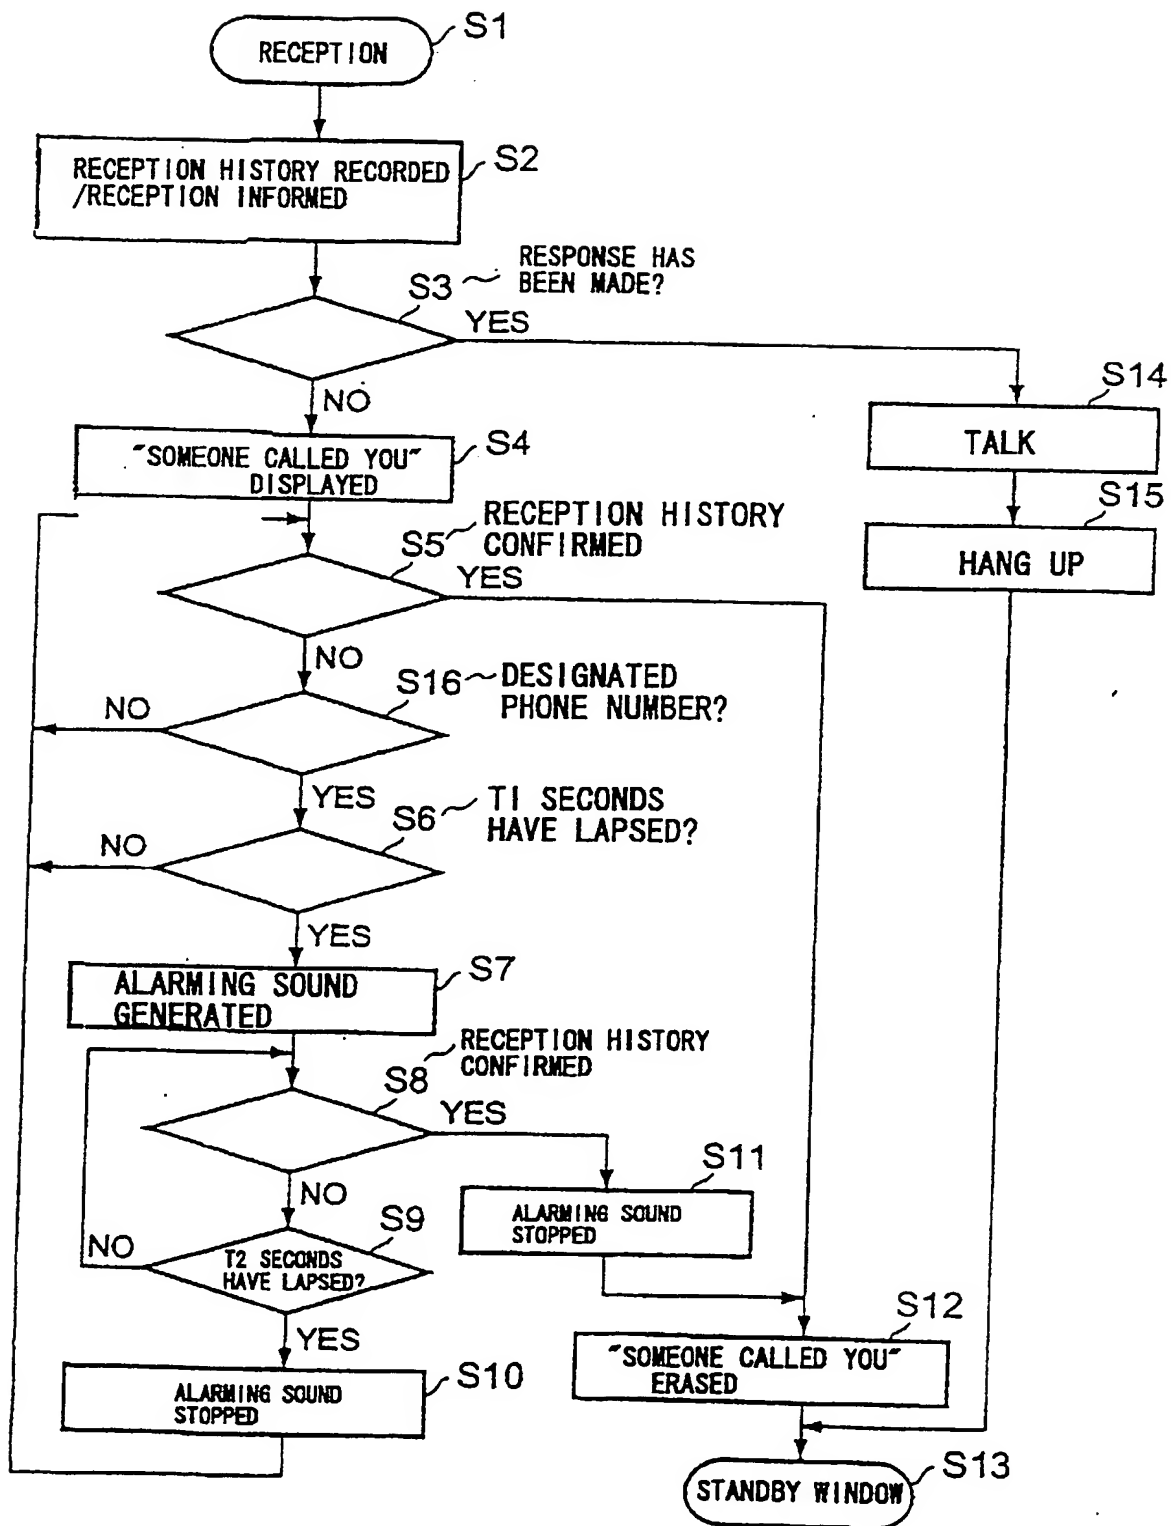 S1
RECEPTION
S2
RECEPTION HISTORY RECORDED
/RECEPTION INFORMED
RESPONSE HAS
BEEN MADE?
S3
YES
NO
S14
TALK
S4
"SOMEONE CALLED YOU"
DISPLAYED
S15
HANG UP
RECEPTION HISTORY
CONFIRMED
S5
YES
NO
S16
DESIGNATED
PHONE NUMBER?
NO
YES
S6
T1 SECONDS
HAVE LAPSED?
NO
YES
S7
ALARMING SOUND
GENERATED
RECEPTION HISTORY
CONFIRMED
S8
YES
NO
S11
ALARMING SOUND
STOPPED
S9
T2 SECONDS
HAVE LAPSED?
NO
YES
S12
"SOMEONE CALLED YOU"
ERASED
S10
ALARMING SOUND
STOPPED
S13
STANDBY WINDOW